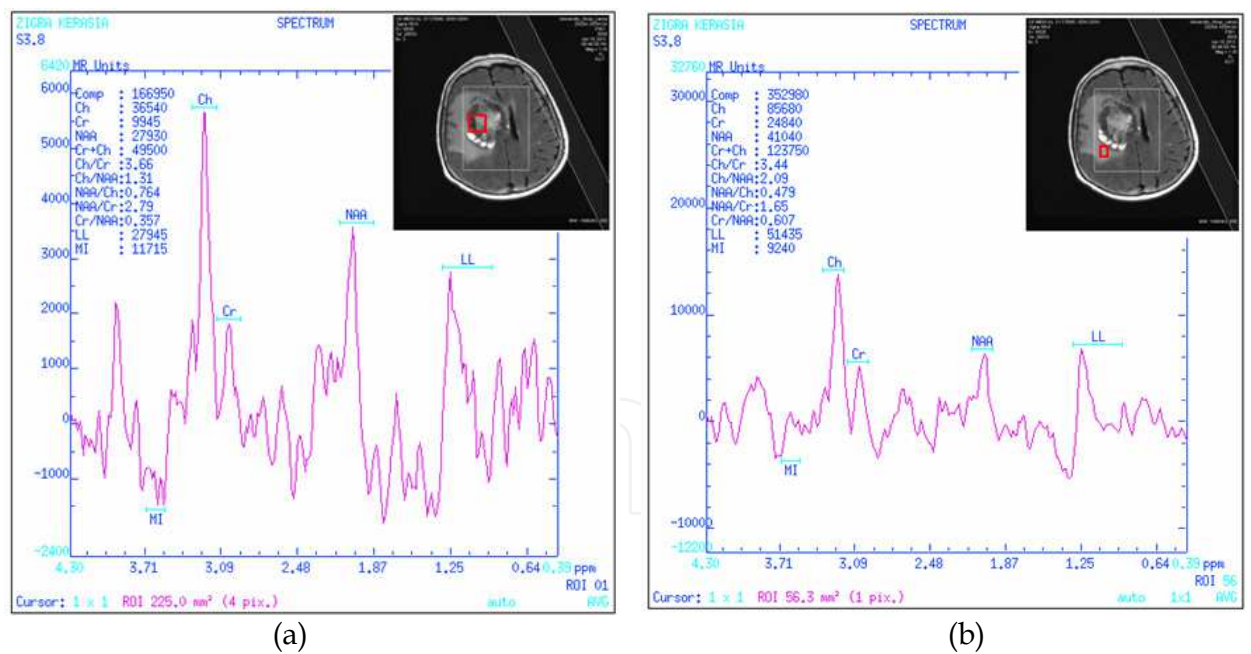 ZIGRA KERASIA SPECTRUM
S3.8
6420 MR Units
6000
5000
4000
3000
2000
1000
0
-1000
-2400
Comp : 166950
Ch : 36540
Cr : 9945
NAA : 27930
Cr+Ch : 49500
Ch/Cr :3.66
Ch/NAA:1.31
NAA/Ch:0.764
NAA/Cr:2.79
Cr/NAA:0.357
LL : 27945
MI : 11715
Ch
Cr
NAA
LL
MI
4.30 3.71 3.09 2.48 1.87 1.25 0.64 0.39 ppm
ROI 01
Cursor: 1 x 1 ROI 225.0 mm² (4 pix.) auto AVG
(a)
ZIGRA KERASIA SPECTRUM
S3.8
32760 MR Units
30000
20000
10000
0
-10000
-12200
Comp : 352980
Ch : 85680
Cr : 24840
NAA : 41040
Cr+Ch : 123750
Ch/Cr :3.44
Ch/NAA:2.09
NAA/Ch:0.479
NAA/Cr:1.65
Cr/NAA:0.607
LL : 51435
MI : 9240
Ch
Cr
NAA
LL
MI
4.30 3.71 3.09 2.48 1.87 1.25 0.64 0.39 ppm
ROI 56
Cursor: 1 x 1 ROI 56.3 mm² (1 pix.) auto 1x1 AVG
(b)